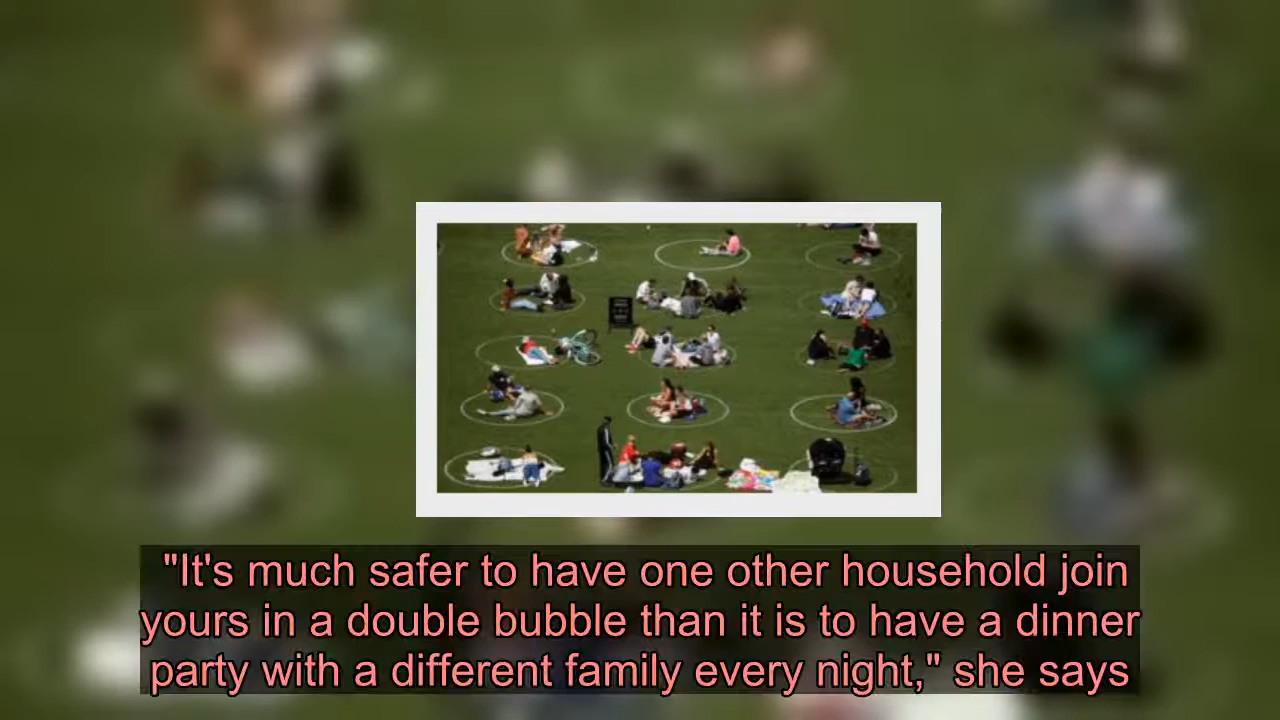 "It's much safer to have one other household join
yours in a double bubble than it is to have a dinner
party with a different family every night," she says